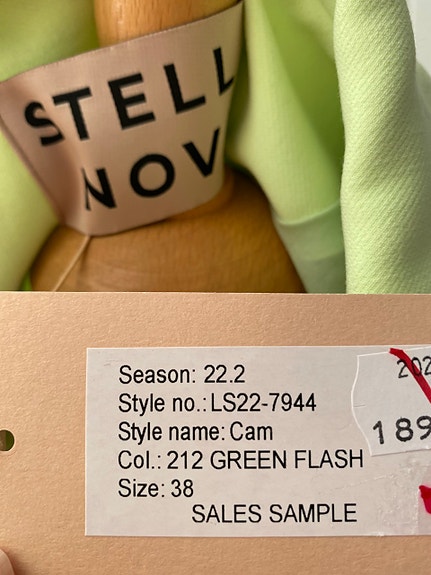 STELL
NOV
Season: 22.2
Style no.: LS22-7944
Style name: Cam
Col.: 212 GREEN FLASH
Size: 38
SALES SAMPLE
202
189